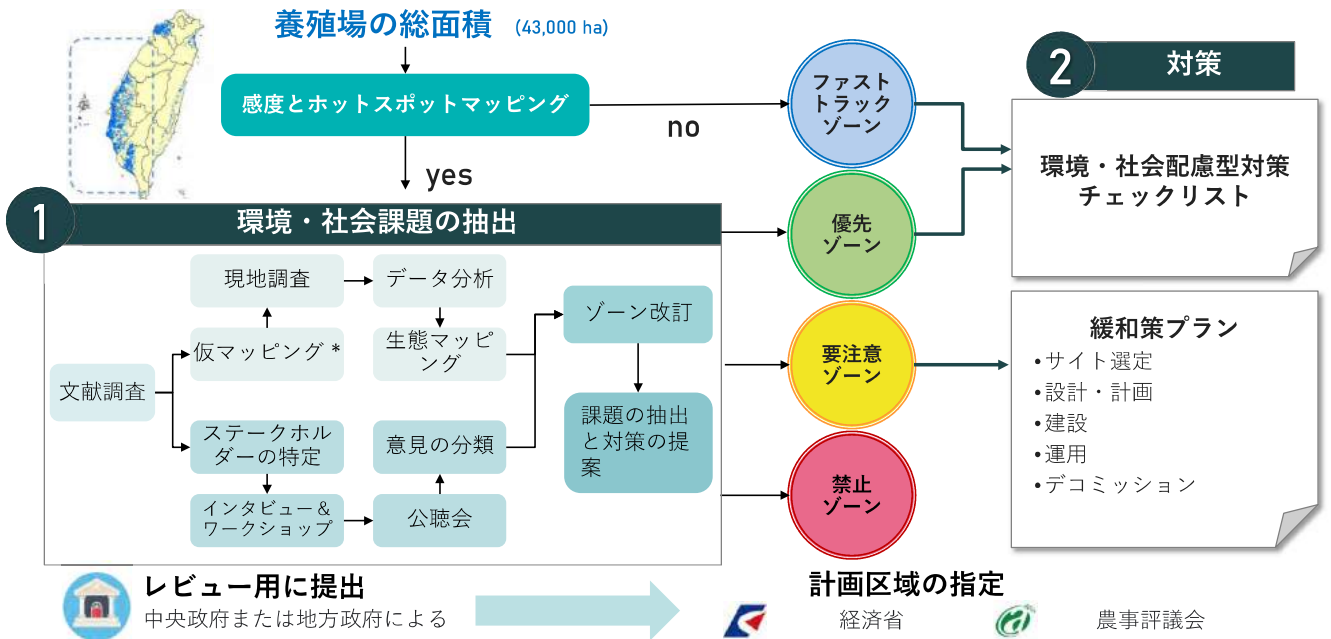 養殖場の総面積 (43,000 ha)
感度とホットスポットマッピング
no
yes
1
環境・社会課題の抽出
文献調査
仮マッピング *
現地調査
データ分析
生態マッピ
ング
ステークホル
ダーの特定
インタビュー＆
ワークショップ
公聴会
意見の分類
ゾーン改訂
課題の抽出
と対策の提
案
ファスト
トラック
ゾーン
優先
ゾーン
要注意
ゾーン
禁止
ゾーン
2
対策
環境・社会配慮型対策
チェックリスト
緩和策プラン
•サイト選定
•設計・計画
•建設
•運用
•デコミッション
レビュー用に提出
中央政府または地方政府による
計画区域の指定
経済省
農事評議会